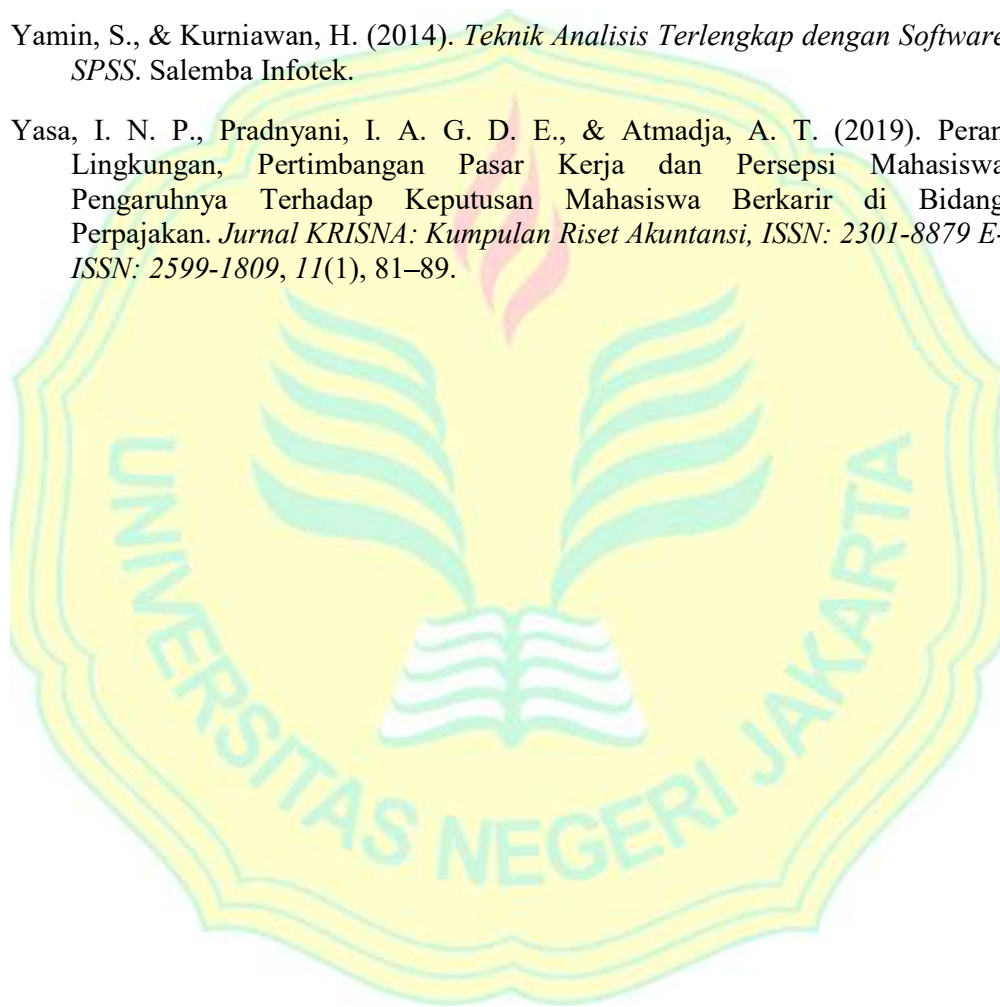 Yamin, S., & Kurniawan, H. (2014). Teknik Analisis Terlengkap dengan Software
SPSS. Salemba Infotek.
Yasa, I. N. P., Pradnyani, I. A. G. D. E., & Atmadja, A. T. (2019). Peran
Lingkungan, Pertimbangan Pasar Kerja dan Persepsi Mahasiswa
Pengaruhnya Terhadap Keputusan Mahasiswa Berkarir di Bidang
Perpajakan. Jurnal KRISNA: Kumpulan Riset Akuntansi, ISSN: 2301-8879 E-
ISSN: 2599-1809, 11(1), 81–89.
UNIVERSITAS NEGERI JAKARTA